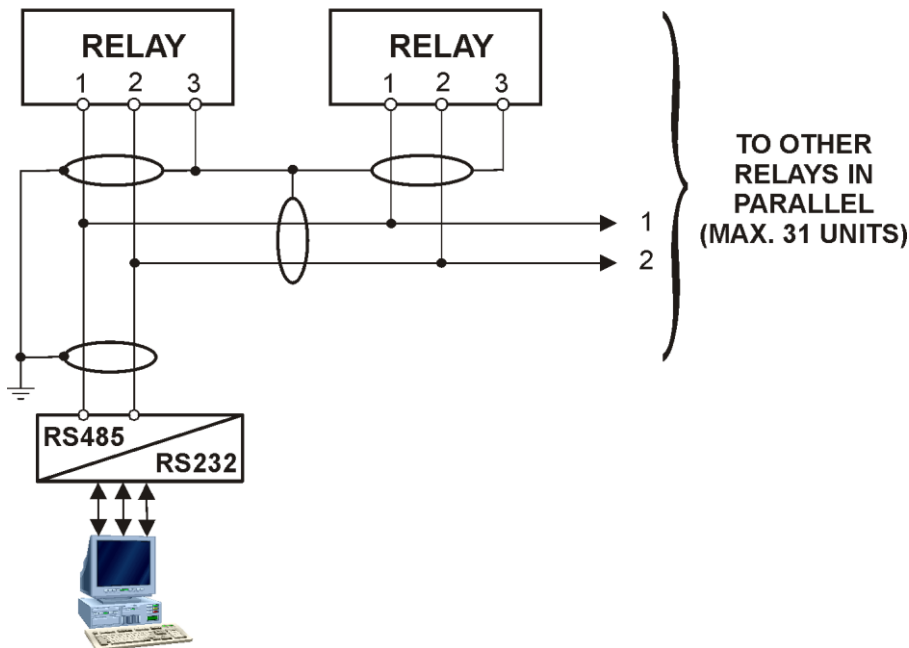 RELAY
1 2 3
RELAY
1 2 3
TO OTHER
RELAYS IN
PARALLEL
(MAX. 31 UNITS)
1
2
RS485
RS232